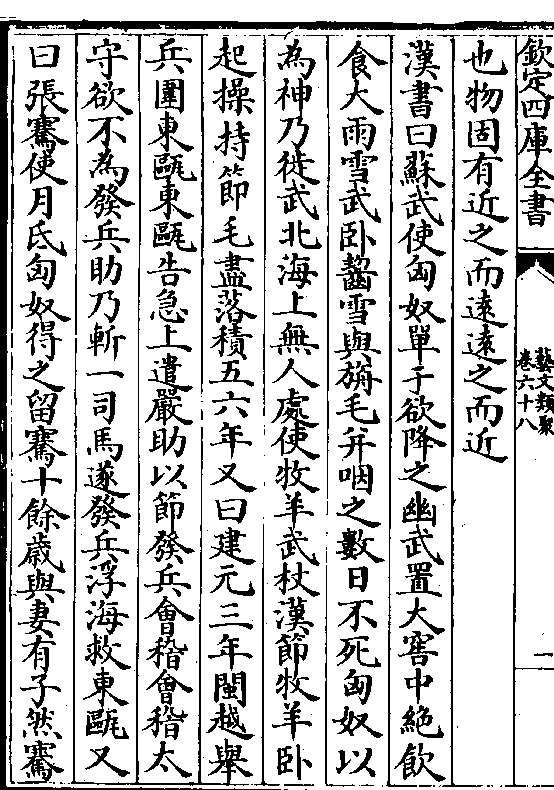 欽定四庫全書
藝文類聚
卷六十八
一
也物固有近之而遠遠之而近
漢書曰蘇武使匈奴單于欲降之幽武置大窖中絶飲
食天雨雪武卧齧雪與旃毛并咽之數日不死匈奴以
為神乃徙武北海上無人處使牧羊武杖漢節牧羊卧
起操持節毛盡落積五六年又曰建元三年閩越舉
兵圍東甌東甌告急上遣嚴助以節發兵會稽會稽太
守欲不為發兵助乃斬一司馬遂發兵浮海救東甌又
曰張騫使月氏匈奴得之留騫十餘歳與妻有子然騫